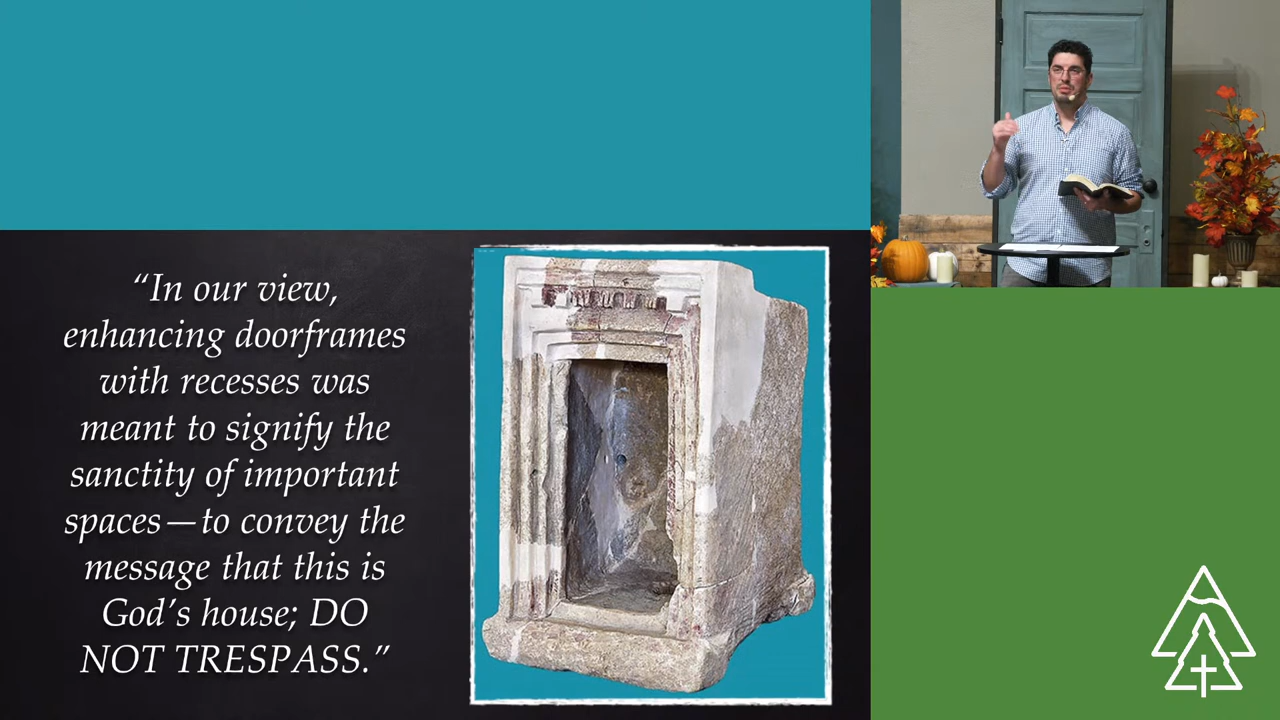 “In our view,
enhancing doorframes
with recesses was
meant to signify the
sanctity of important
spaces—to convey the
message that this is
God’s house; DO
NOT TRESPASS.”